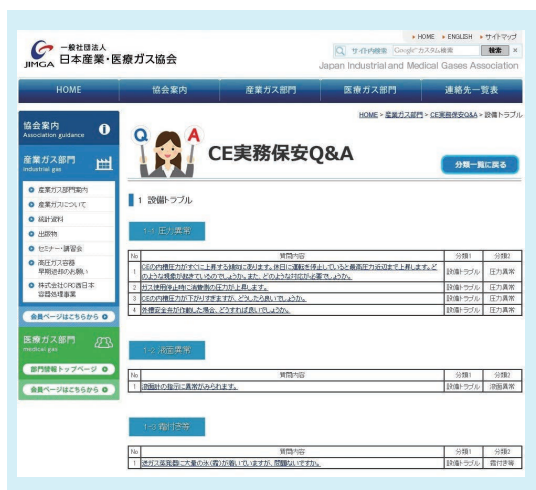 HOME ENGLISH サイトマップ
一般社団法人
日本産業・医療ガス協会
JIMGA
サイト内検索 Google カスタム検索 検索 ×
Japan Industrial and Medical Gases Association
HOME 協会案内 産業ガス部門 医療ガス部門 連絡先一覧表
HOME > 産業ガス部門 > CE実務保安Q&A > 設備トラブル
協会案内
Association guidance
産業ガス部門
industrial gas
産業ガス部門案内
産業ガスについて
統計資料
出版物
セミナー・講習会
高圧ガス容器
早期返却のお願い
株式会社CRC西日本
容器処理事業
会員ページはこちらから
医療ガス部門
medical gas
部門情報トップページ
会員ページはこちらから
Q A
CE実務保安Q&A
分類一覧に戻る
1 設備トラブル
1-1 圧力異常
No 質問内容 分類1 分類2
1 CEの内槽圧力がすぐに上昇する傾向にあります。休日に運転を停止していると最高圧力近辺まで上昇します。ど
のような現象が起きているのでしょうか。また、どのような対応が必要でしょうか。 設備トラブル 圧力異常
2 ガス使用停止時に消費側の圧力が上昇します。 設備トラブル 圧力異常
3 CEの内槽圧力が下がりすぎますが、どうしたら良いでしょうか。 設備トラブル 圧力異常
4 外槽安全弁が作動した場合、どうすれば良いでしょうか。 設備トラブル 圧力異常
1-2 液面異常
No 質問内容 分類1 分類2
1 液面計の指示に異常がみられます。 設備トラブル 液面異常
1-3 霜付き等
No 質問内容 分類1 分類2
1 送ガス蒸発器に大量の氷(霜)が着いていますが、問題ないですか。 設備トラブル 霜付き等